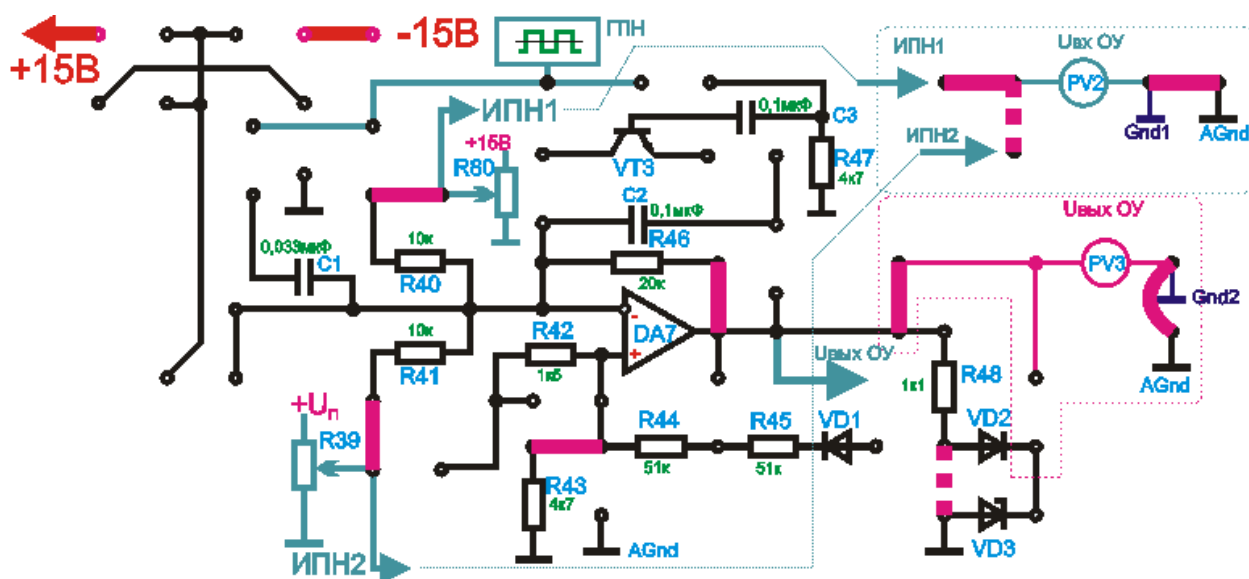 +15В
-15В
ГПН
ИПН1
+15В
R80
VT3
0,1мкФ
C3
R47
4к7
ИПН1
Uвх ОУ
PV2
Gnd1
AGnd
ИПН2
0,033мкФ
C1
10к
R40
C2
0,1мкФ
R46
20к
Uвых ОУ
PV3
Gnd2
AGnd
10к
R41
R42
1к5
DA7
-
+
Uвых ОУ
R48
1к1
+Uп
R39
R44
51к
R45
51к
VD1
VD2
R43
4к7
AGnd
VD3
ИПН2